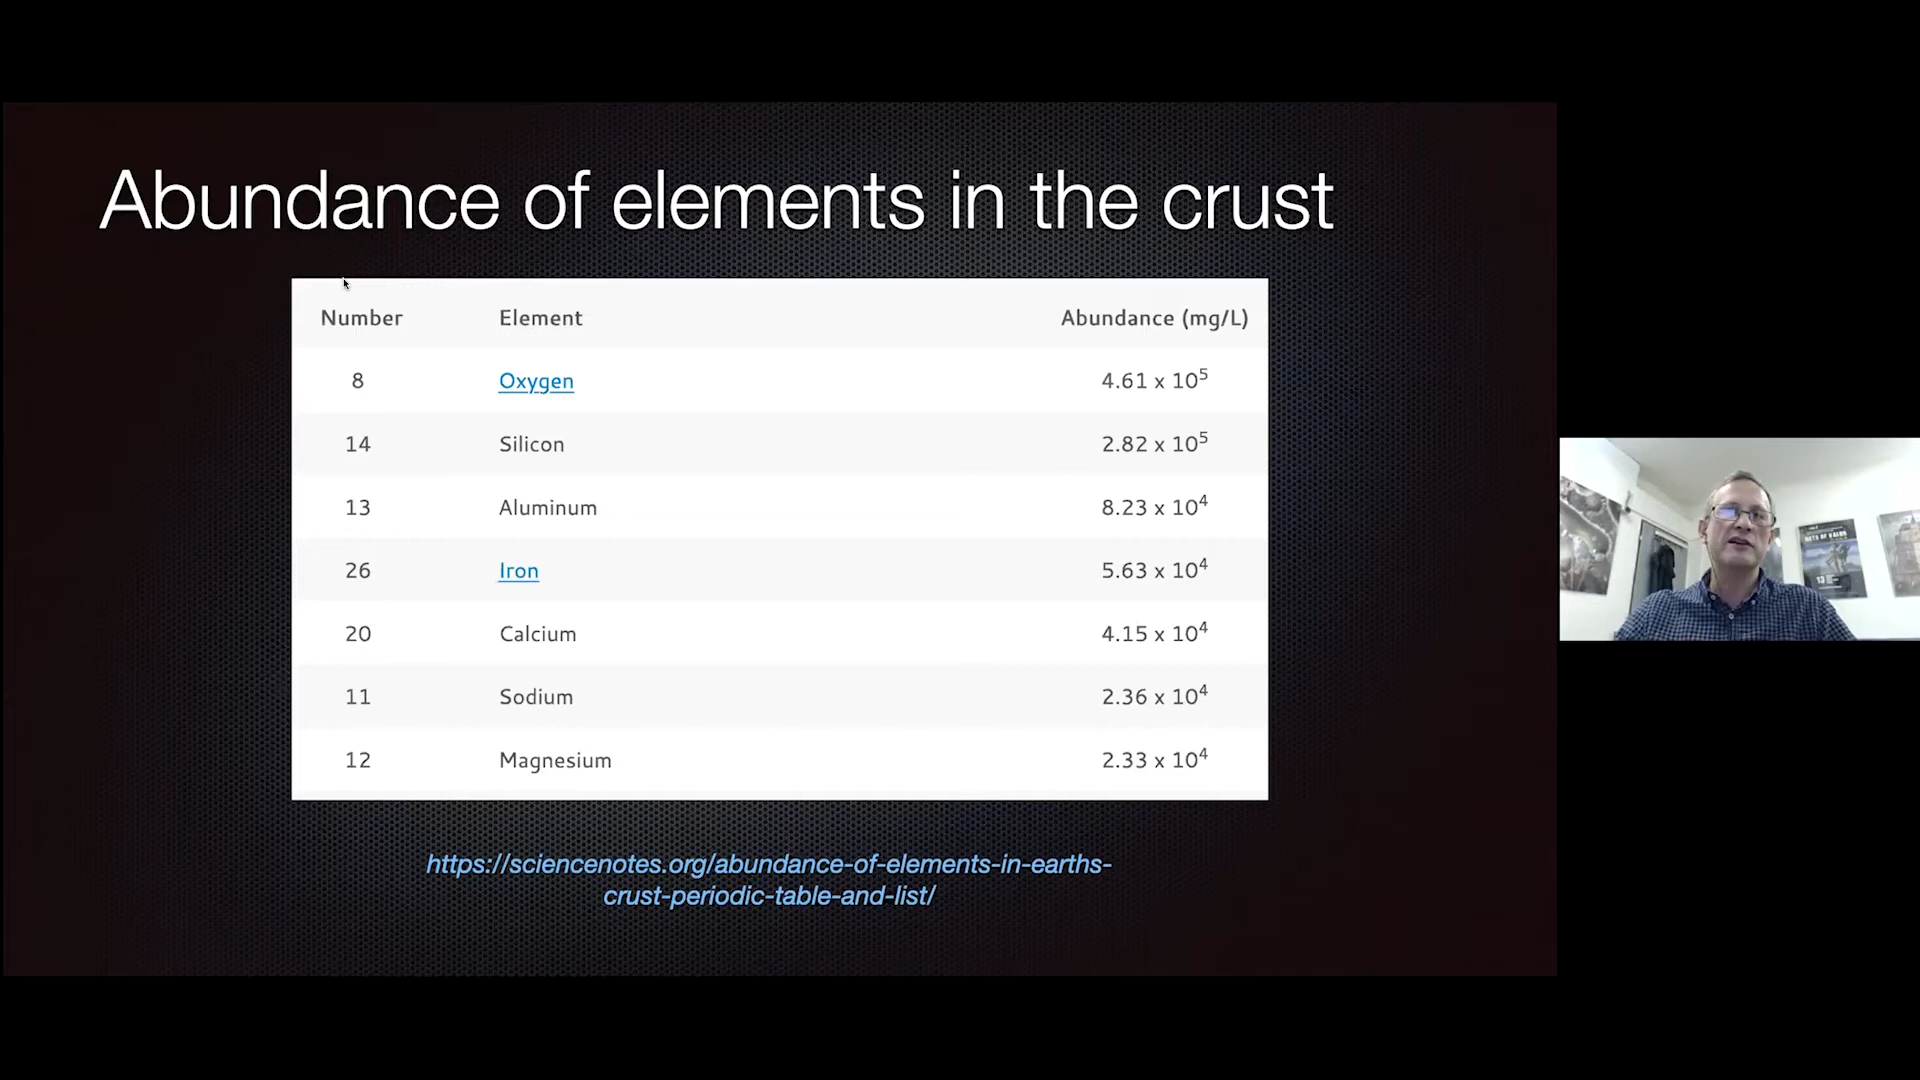 Abundance of elements in the crust
Number Element Abundance (mg/L)
8 Oxygen 4.61 x 10⁵
14 Silicon 2.82 x 10⁵
13 Aluminum 8.23 x 10⁴
26 Iron 5.63 x 10⁴
20 Calcium 4.15 x 10⁴
11 Sodium 2.36 x 10⁴
12 Magnesium 2.33 x 10⁴
https://sciencenotes.org/abundance-of-elements-in-earths-
crust-periodic-table-and-list/
13